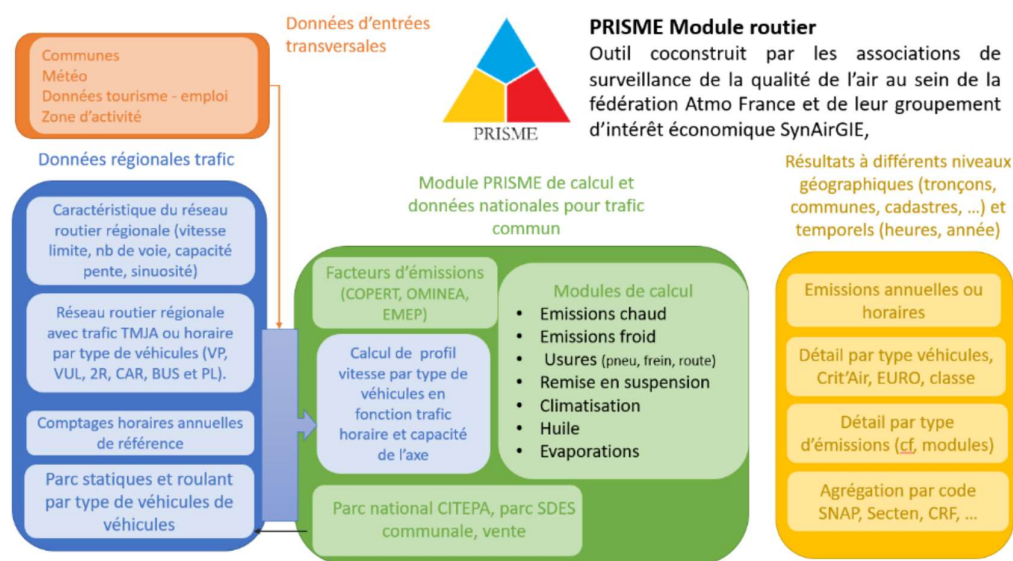 Données d’entrées
transversales
Communes
Météo
Données tourisme - emploi
Zone d’activité
PRISME
PRISME Module routier
Outil coconstruit par les associations de
surveillance de la qualité de l’air au sein de la
fédération Atmo France et de leur groupement
d’intérêt économique SynAirGIE,
Données régionales trafic
Caractéristique du réseau
routier régionale (vitesse
limite, nb de voie, capacité
pente, sinuosité)
Réseau routier régionale
avec trafic TMJA ou horaire
par type de véhicules (VP,
VUL, 2R, CAR, BUS et PL).
Comptages horaires annuelles
de référence
Parc statiques et roulant
par type de véhicules de
véhicules
Module PRISME de calcul et
données nationales pour trafic
commun
Facteurs d’émissions
(COPERT, OMINEA,
EMEP)
Calcul de profil
vitesse par type de
véhicules en
fonction trafic
horaire et capacité
de l’axe
Modules de calcul
• Emissions chaud
• Emissions froid
• Usures (pneu, frein, route)
• Remise en suspension
• Climatisation
• Huile
• Evaporations
Parc national CITEPA, parc SDES
communale, vente
Résultats à différents niveaux
géographiques (tronçons,
communes, cadastres, ...) et
temporels (heures, année)
Emissions annuelles ou
horaires
Détail par type véhicules,
Crit’Air, EURO, classe
Détail par type
d’émissions (cf, modules)
Agrégation par code
SNAP, Secten, CRF, ...